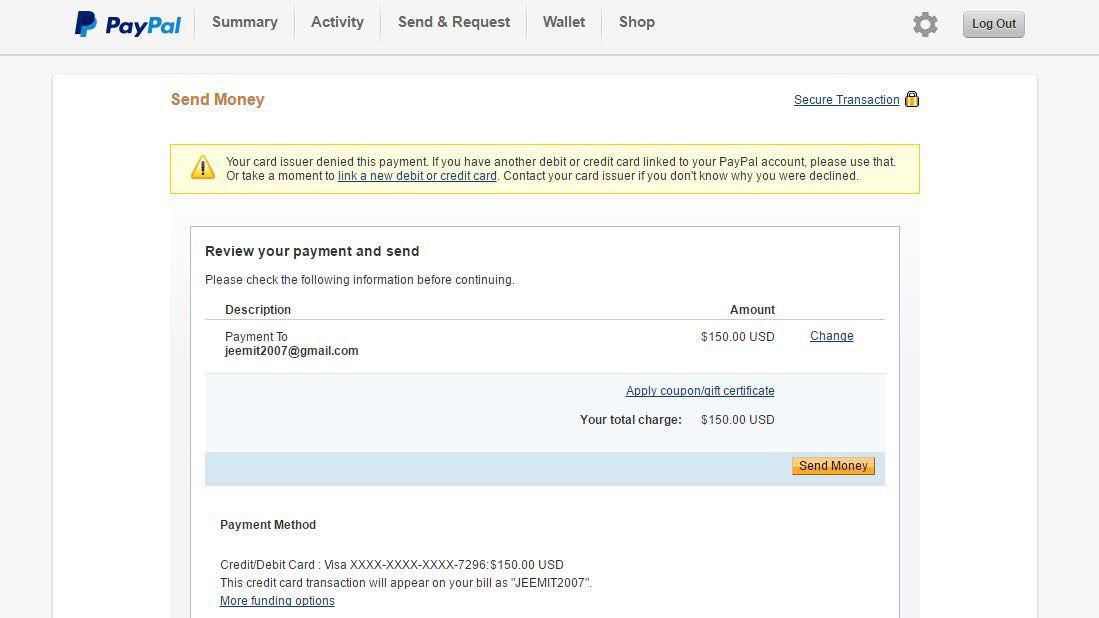 PayPal
Summary
Activity
Send & Request
Wallet
Shop
Log Out
Send Money
Secure Transaction
Your card issuer denied this payment. If you have another debit or credit card linked to your PayPal account, please use that.
Or take a moment to link a new debit or credit card. Contact your card issuer if you don't know why you were declined.
Review your payment and send
Please check the following information before continuing.
Description Amount
Payment To $150.00 USD Change
jeemit2007@gmail.com
Apply coupon/gift certificate
Your total charge: $150.00 USD
Send Money
Payment Method
Credit/Debit Card : Visa XXXX-XXXX-XXXX-7296:$150.00 USD
This credit card transaction will appear on your bill as "JEEMIT2007".
More funding options